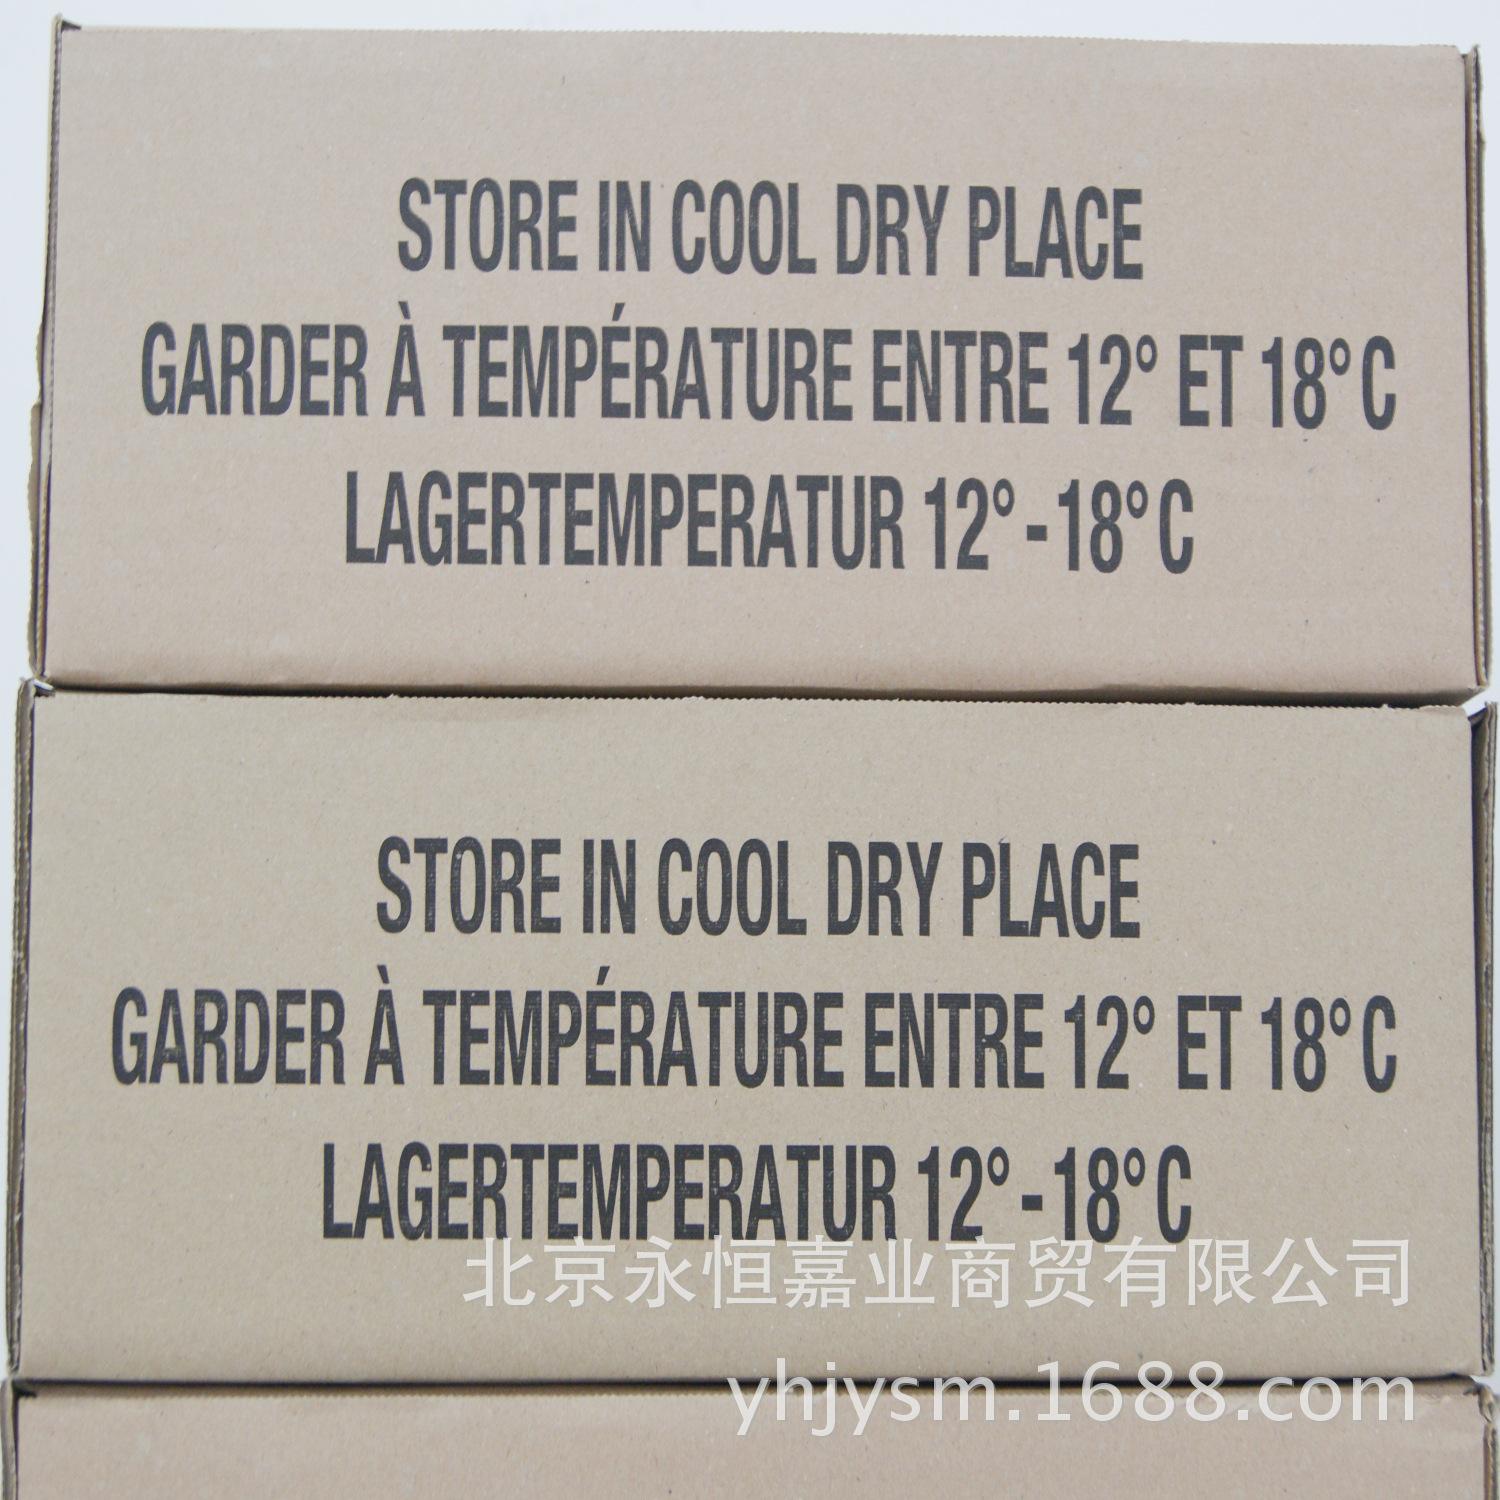 STORE IN COOL DRY PLACE
GARDER À TEMPÉRATURE ENTRE 12° ET 18°C
LAGERTEMPERATUR 12° -18°C
STORE IN COOL DRY PLACE
GARDER À TEMPÉRATURE ENTRE 12° ET 18°C
LAGERTEMPERATUR 12° -18°C
北京永恒嘉业商贸有限公司
yhjysm.1688.com